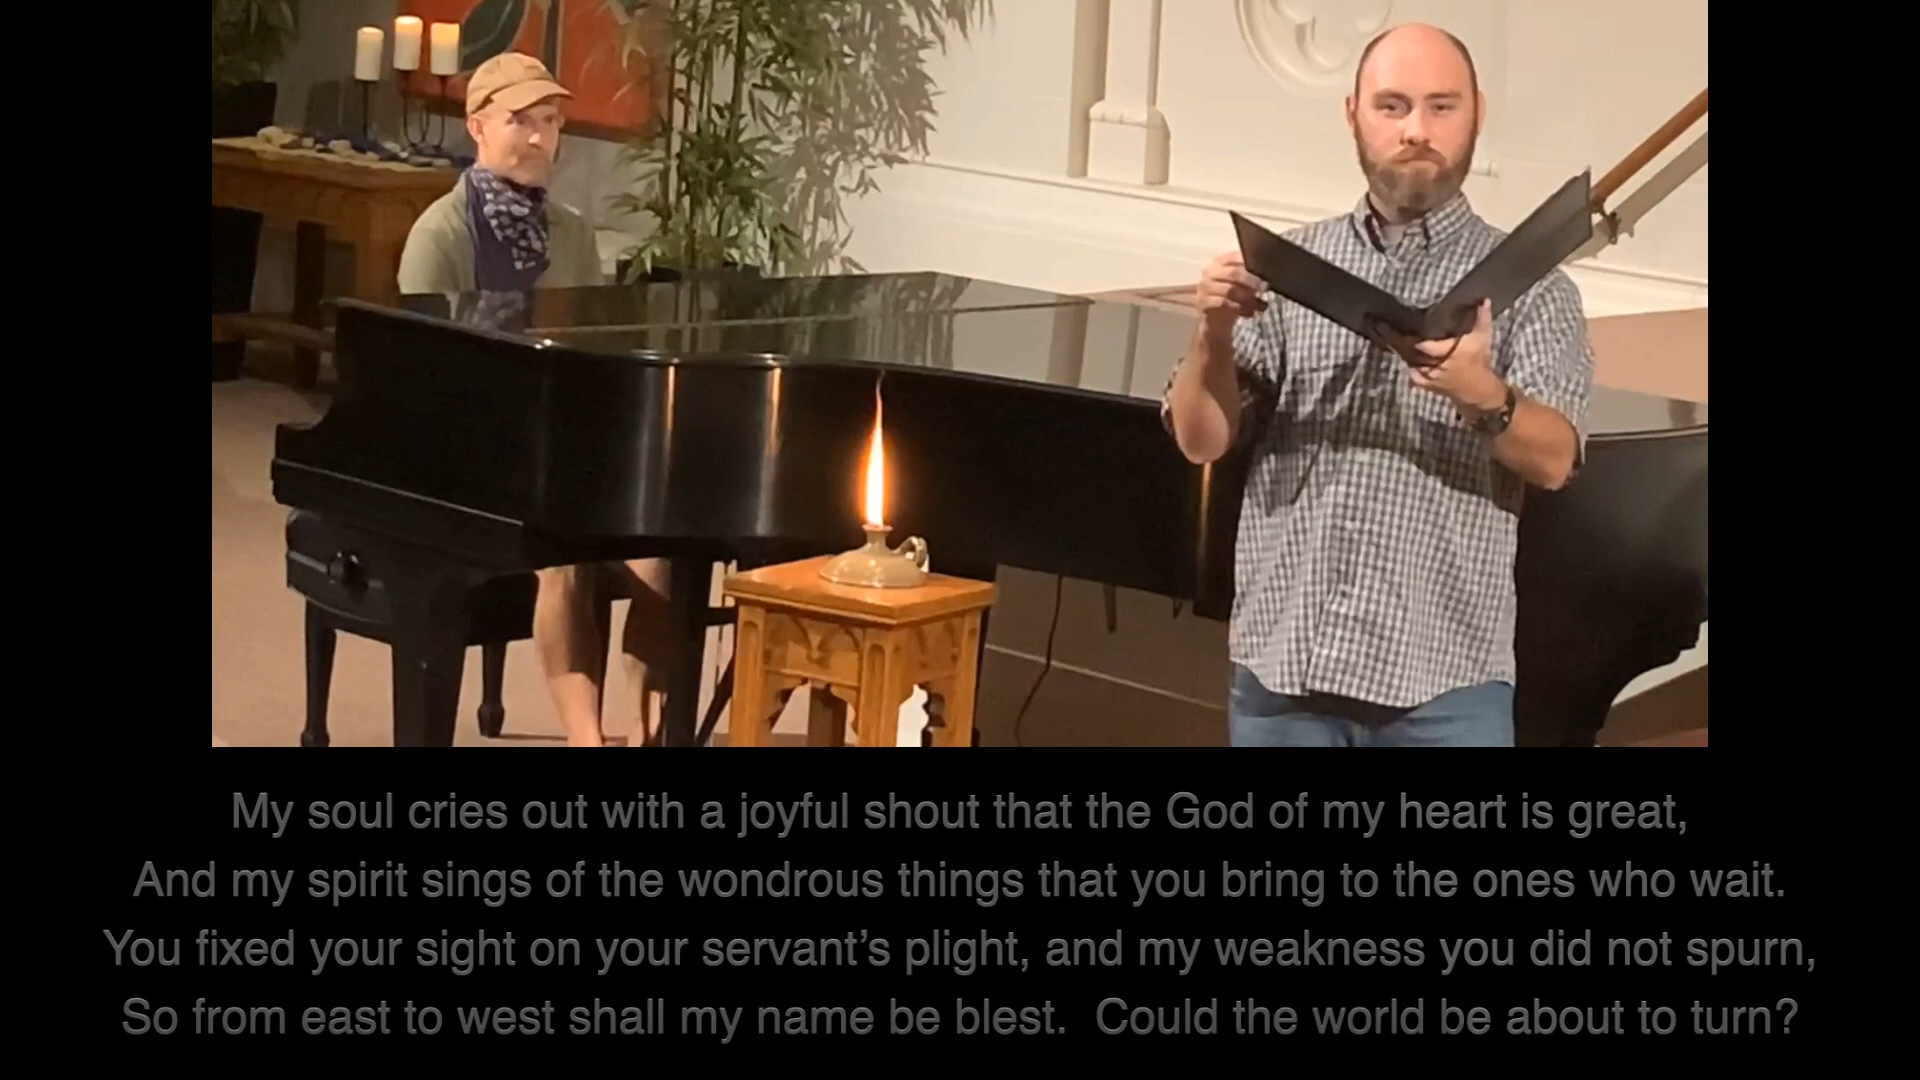 My soul cries out with a joyful shout that the God of my heart is great,
And my spirit sings of the wondrous things that you bring to the ones who wait.
You fixed your sight on your servant’s plight, and my weakness you did not spurn,
So from east to west shall my name be blest.  Could the world be about to turn?